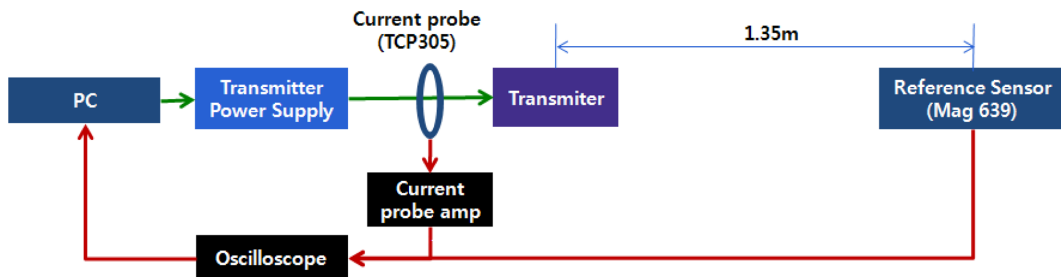 Current probe
(TCP305)
1.35m
PC
Transmitter
Power Supply
Transmiter
Reference Sensor
(Mag 639)
Current
probe amp
Oscilloscope